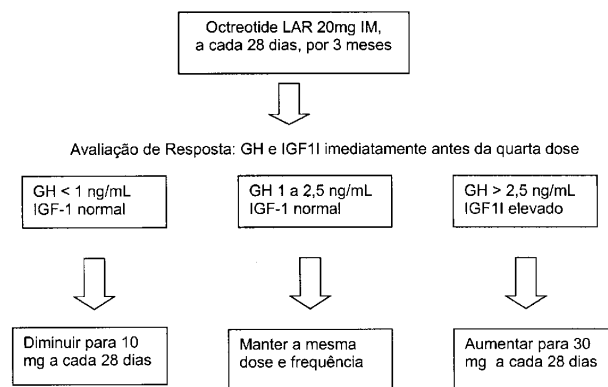 Octreotide LAR 20mg IM,
a cada 28 dias, por 3 meses
Avaliação de Resposta: GH e IGF1I imediatamente antes da quarta dose
GH < 1 ng/mL
IGF-1 normal
GH 1 a 2,5 ng/mL
IGF-1 normal
GH > 2,5 ng/mL
IGF1I elevado
Diminuir para 10
mg a cada 28 dias
Manter a mesma
dose e frequência
Aumentar para 30
mg a cada 28 dias